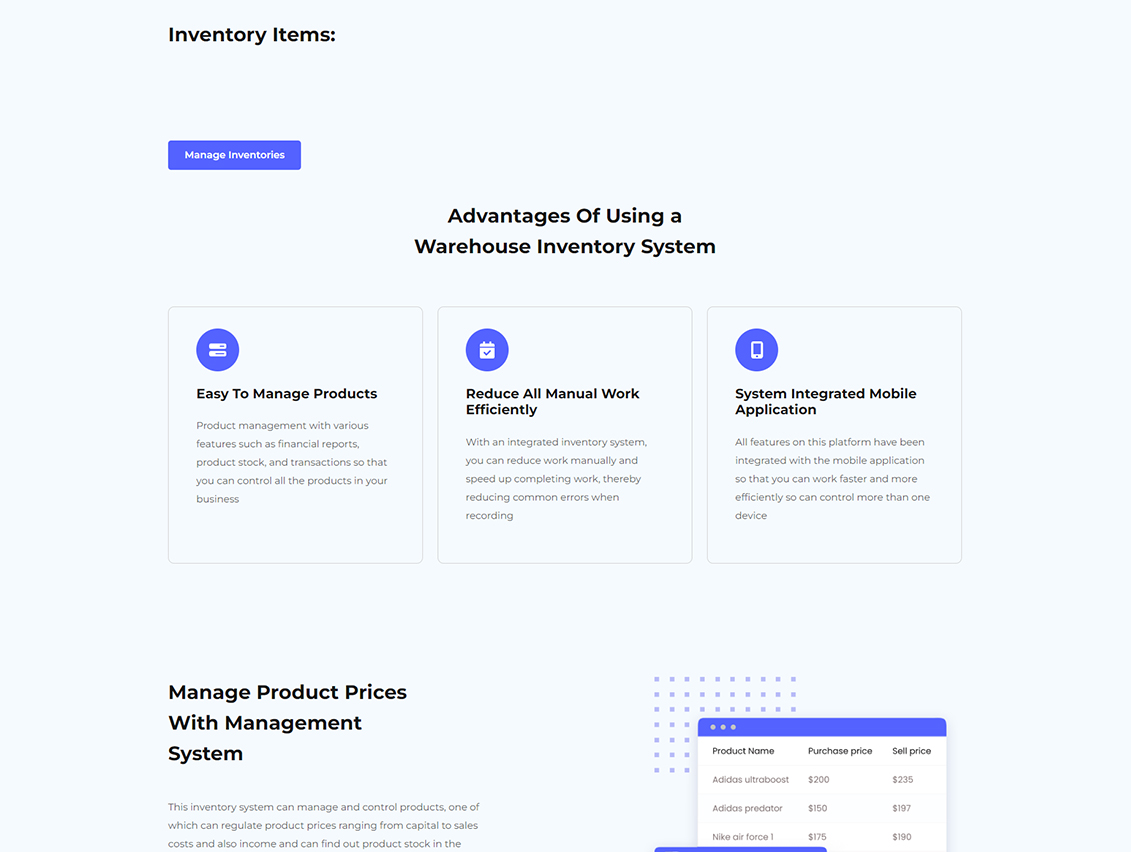 Inventory Items:
Manage Inventories
Advantages Of Using a
Warehouse Inventory System
Easy To Manage Products
Product management with various
features such as financial reports,
product stock, and transactions so that
you can control all the products in your
business
Reduce All Manual Work
Efficiently
With an integrated inventory system,
you can reduce work manually and
speed up completing work, thereby
reducing common errors when
recording
System Integrated Mobile
Application
All features on this platform have been
integrated with the mobile application
so that you can work faster and more
efficiently so can control more than one
device
Manage Product Prices
With Management
System
This inventory system can manage and control products, one of
which can regulate product prices ranging from capital to sales
costs and also income and can find out product stock in the
Product Name Purchase price Sell price
Adidas ultraboost $200 $235
Adidas predator $150 $197
Nike air force 1 $175 $190